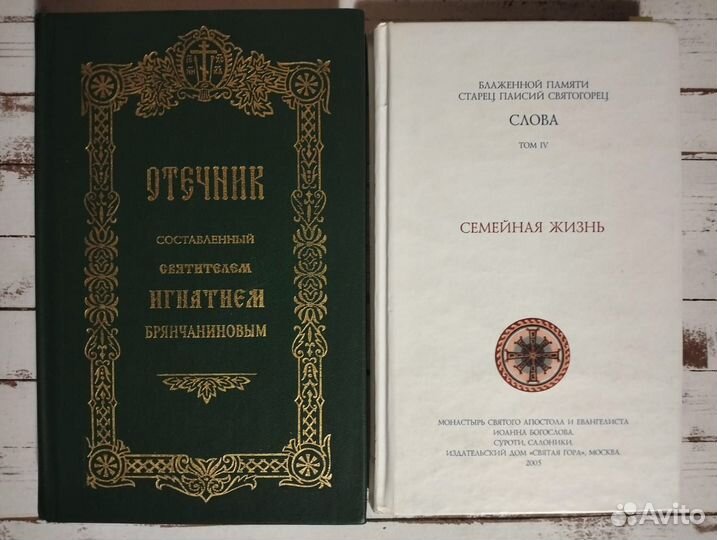 ОТЕЧНИК
СОСТАВЛЕННЫЙ
СВЯТИТЕЛЕМ
ИГНАТИЕМ
БРЯНЧАНИНОВЫМ
БЛАЖЕННОЙ ПАМЯТИ
СТАРЕЦ ПАИСИЙ СВЯТОГОРЕЦ
СЛОВА
ТОМ IV
СЕМЕЙНАЯ ЖИЗНЬ
МОНАСТЫРЬ СВЯТОГО АПОСТОЛА И ЕВАНГЕЛИСТА
ИОАННА БОГОСЛОВА.
СУРОТИ, САЛОНИКИ.
ИЗДАТЕЛЬСКИЙ ДОМ «СВЯТАЯ ГОРА», МОСКВА
2005
Avito